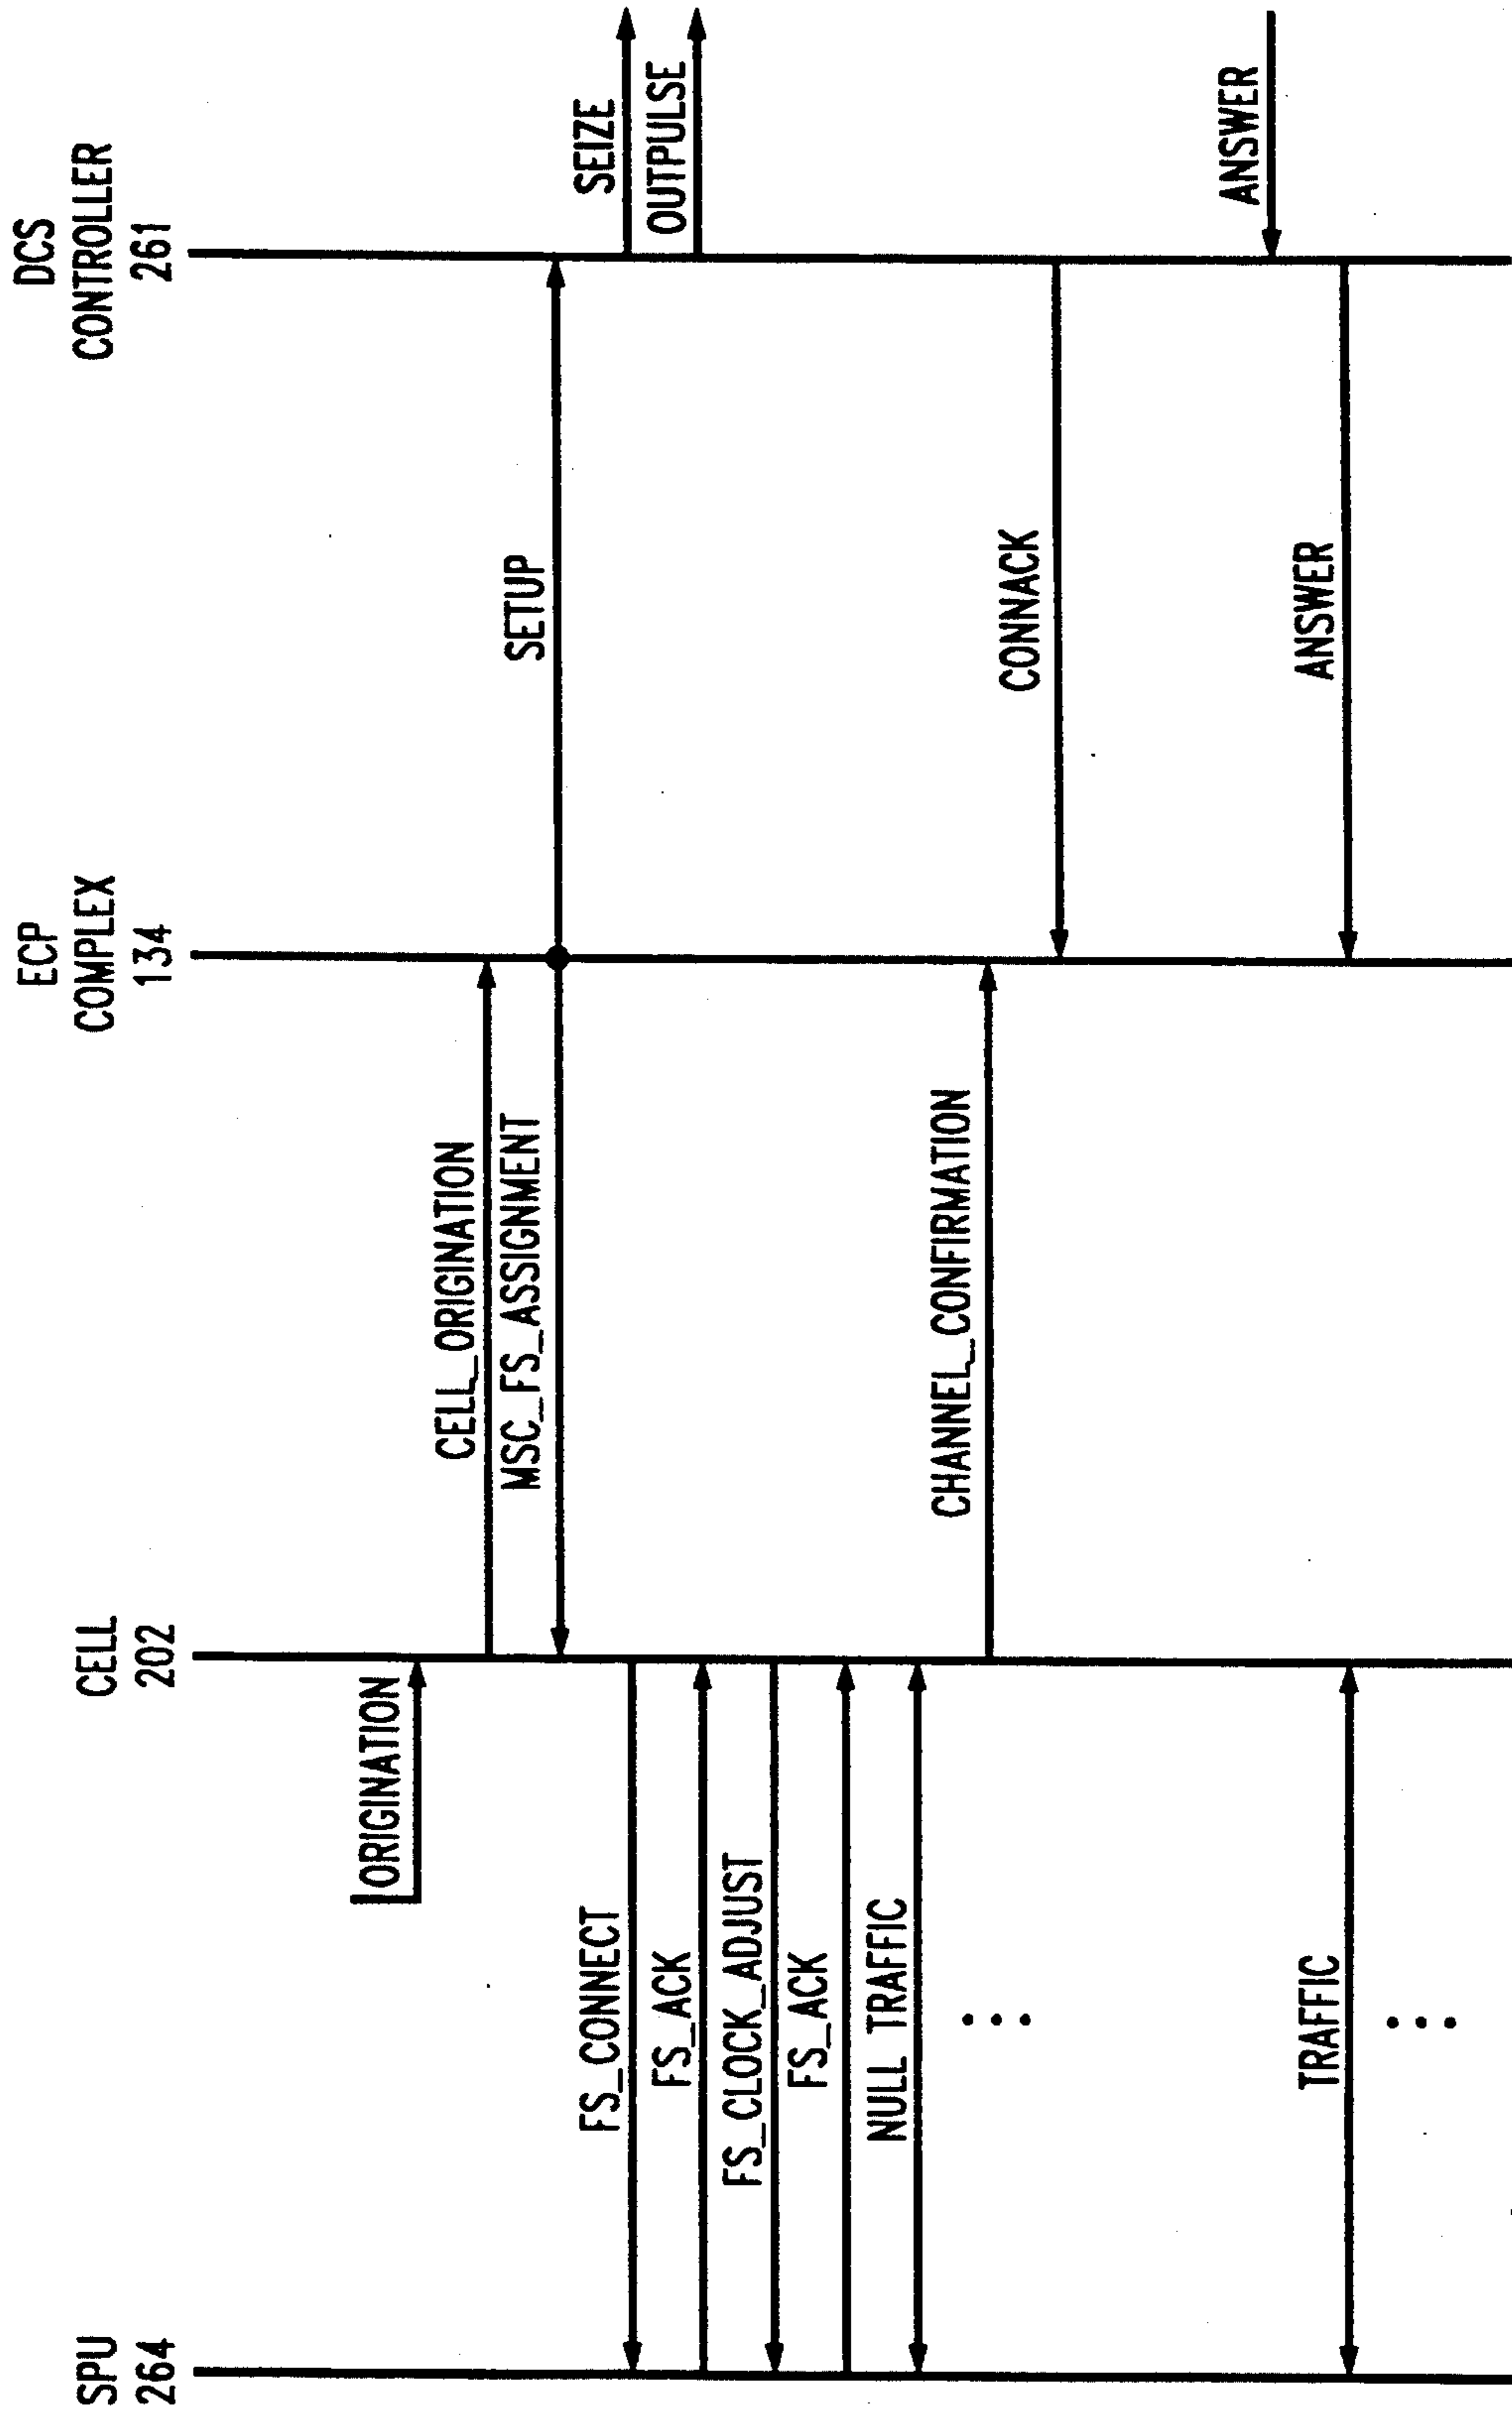 SPU
264
CELL
202
ECP
COMPLEX
134
DCS
CONTROLLER
261
ORIGINATION
CELL_ORIGINATION
MSC_FS_ASSIGNMENT
SETUP
FS_CONNECT
SEIZE
FS_ACK
OUTPULSE
FS_CLOCK_ADJUST
FS_ACK
NULL TRAFFIC
CHANNEL_CONFIRMATION
CONNACK
ANSWER
TRAFFIC
ANSWER